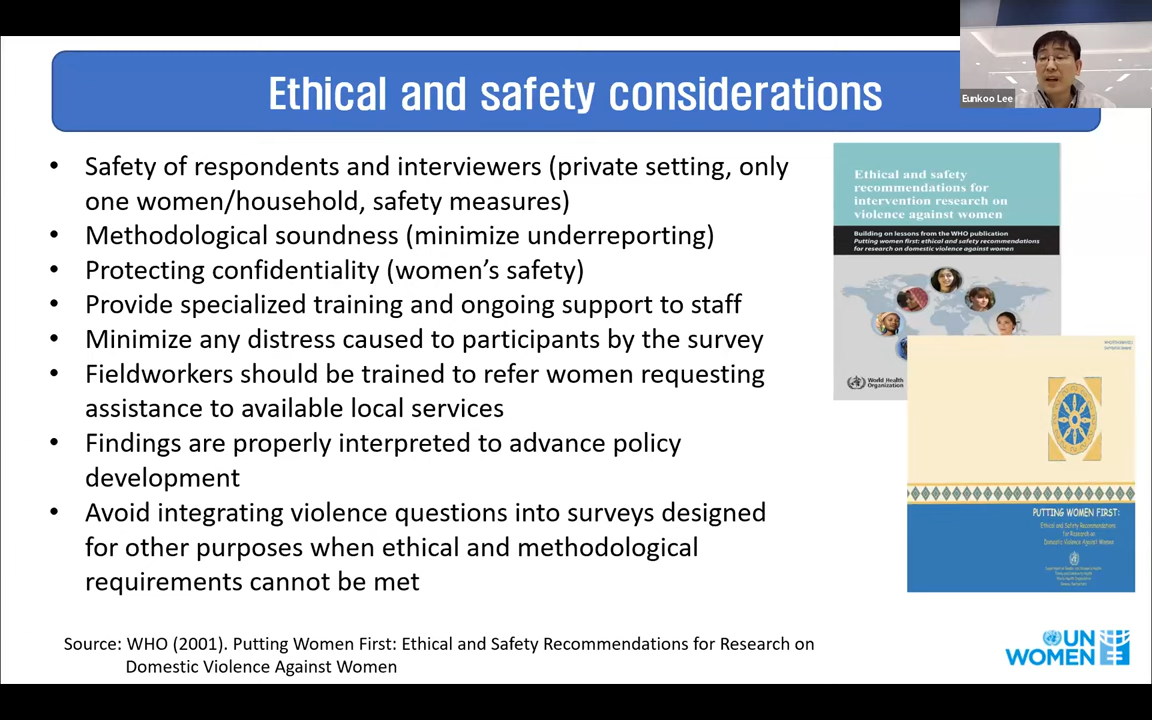 Ethical and safety considerations
Eunkoo Lee
• Safety of respondents and interviewers (private setting, only
one women/household, safety measures)
• Methodological soundness (minimize underreporting)
• Protecting confidentiality (women's safety)
• Provide specialized training and ongoing support to staff
• Minimize any distress caused to participants by the survey
• Fieldworkers should be trained to refer women requesting
assistance to available local services
• Findings are properly interpreted to advance policy
development
• Avoid integrating violence questions into surveys designed
for other purposes when ethical and methodological
requirements cannot be met
Source: WHO (2001). Putting Women First: Ethical and Safety Recommendations for Research on
Domestic Violence Against Women
Ethical and safety
recommendations for
intervention research on
violence against women
Building on lessons from the WHO publication
Putting women first: ethical and safety recommendations
for research on domestic violence against women
World Health
Organization
PUTTING WOMEN FIRST:
Ethical and Safety Recommendations
for Research on
Domestic Violence Against Women
UN
WOMEN